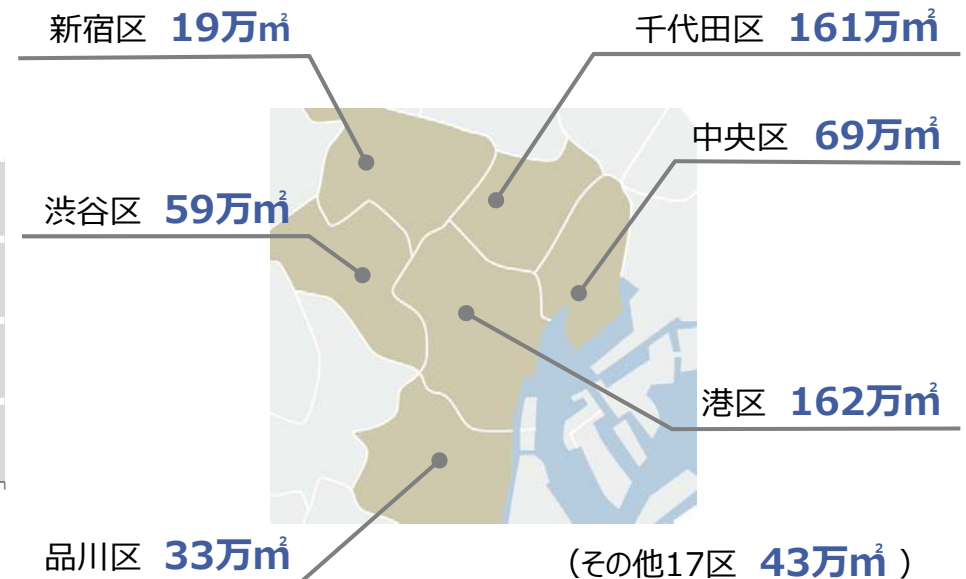 新宿区 19万㎡
千代田区 161万㎡
中央区 69万㎡
渋谷区 59万㎡
港区 162万㎡
品川区 33万㎡
(その他17区 43万㎡ )